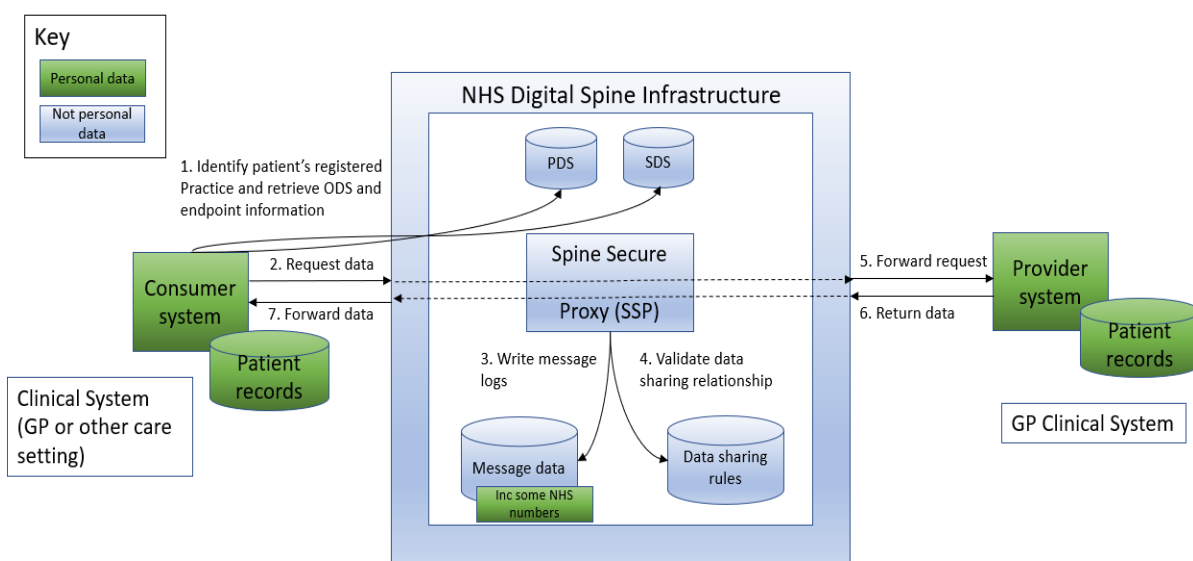 Key
Personal data
Not personal
data
NHS Digital Spine Infrastructure
PDS
SDS
1. Identify patient's registered
Practice and retrieve ODS and
endpoint information
Spine Secure
Proxy (SSP)
2. Request data
5. Forward request
Consumer
system
Provider
system
7. Forward data
6. Return data
Patient
records
Patient
records
3. Write message
logs
4. Validate data
sharing relationship
Clinical System
(GP or other care
setting)
GP Clinical System
Message data
Inc some NHS
numbers
Data sharing
rules